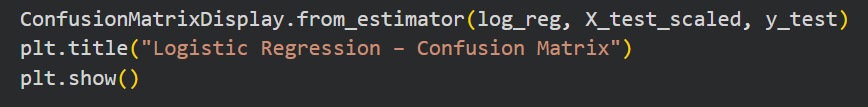 ConfusionMatrixDisplay.from_estimator(log_reg, X_test_scaled, y_test)
plt.title("Logistic Regression – Confusion Matrix")
plt.show()